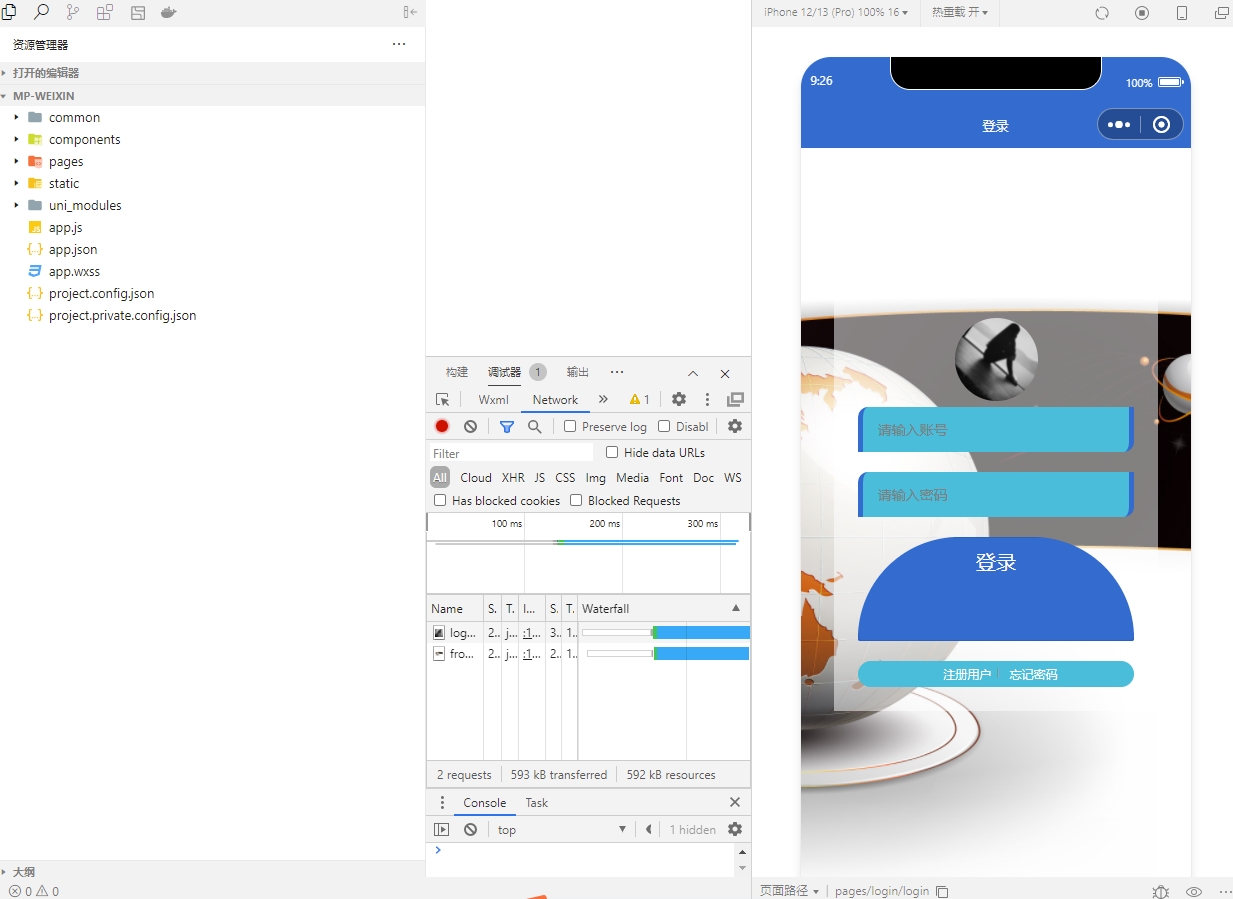 资源管理器
打开的编辑器
MP-WEIXIN
common
components
pages
static
uni_modules
app.js
app.json
app.wxss
project.config.json
project.private.config.json
大纲
0 0
构建 调试器 1 输出
Wxml Network 1
Preserve log Disabl
Filter Hide data URLs
All Cloud XHR JS CSS Img Media Font Doc WS
Has blocked cookies Blocked Requests
100 ms 200 ms 300 ms
Name S. T. I... S. T. Waterfall
log... 2.. j... :1... 3.. 1..
fro... 2.. j... :1... 2.. 1..
2 requests 593 kB transferred 592 kB resources
Console Task
top 1 hidden
iPhone 12/13 (Pro) 100% 16 热重载 开
9:26 100%
登录
请输入账号
请输入密码
登录
注册用户 忘记密码
页面路径 pages/login/login